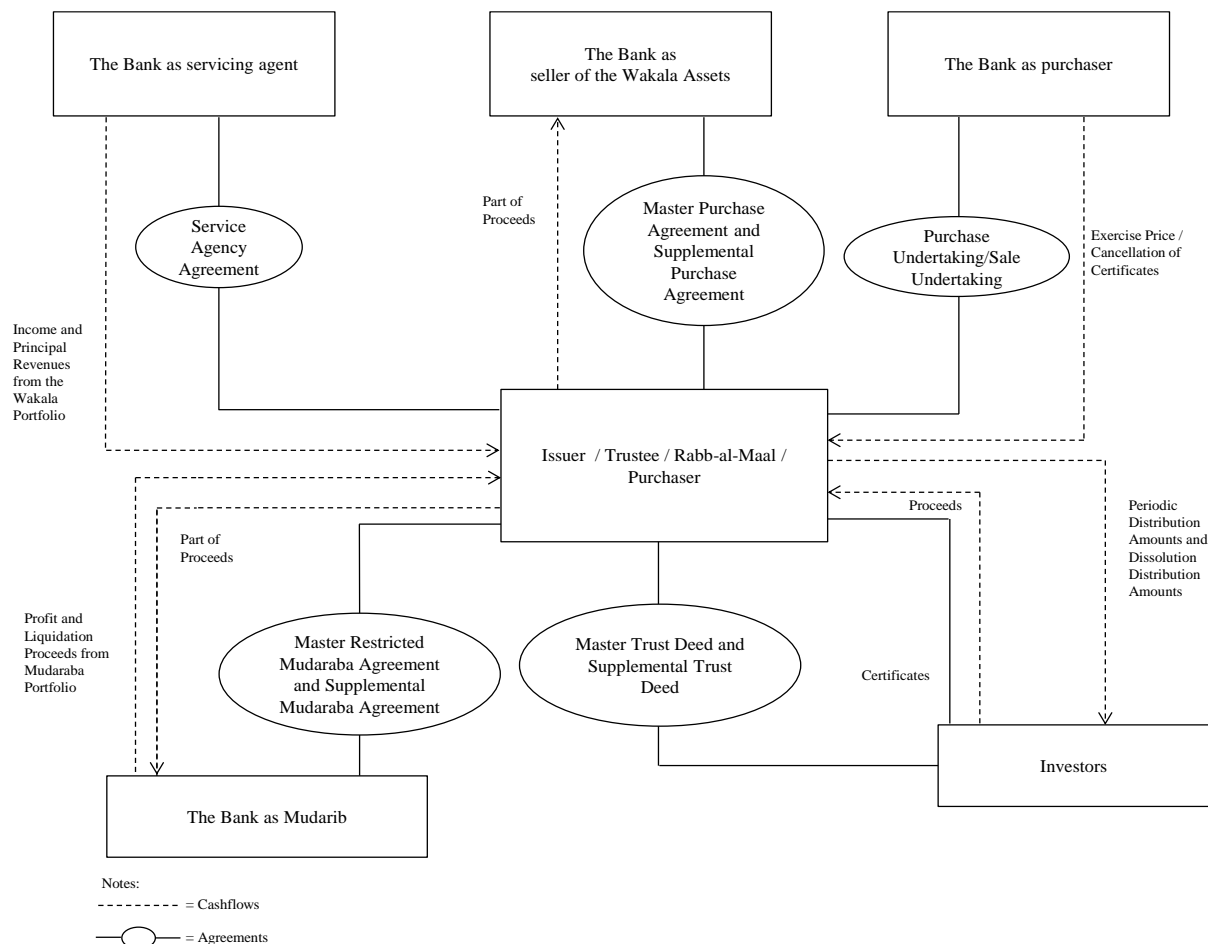 The Bank as servicing agent
The Bank as
seller of the Wakala Assets
The Bank as purchaser
Part of
Proceeds
Service
Agency
Agreement
Master Purchase
Agreement and
Supplemental
Purchase
Agreement
Purchase
Undertaking/Sale
Undertaking
Exercise Price /
Cancellation of
Certificates
Income and
Principal
Revenues
from the
Wakala
Portfolio
Issuer / Trustee / Rabb-al-Maal /
Purchaser
Part of
Proceeds
Proceeds
Periodic
Distribution
Amounts and
Dissolution
Distribution
Amounts
Profit and
Liquidation
Proceeds from
Mudaraba
Portfolio
Master Restricted
Mudaraba Agreement
and Supplemental
Mudaraba Agreement
Master Trust Deed and
Supplemental Trust
Deed
Certificates
Investors
The Bank as Mudarib
Notes:
= Cashflows
= Agreements